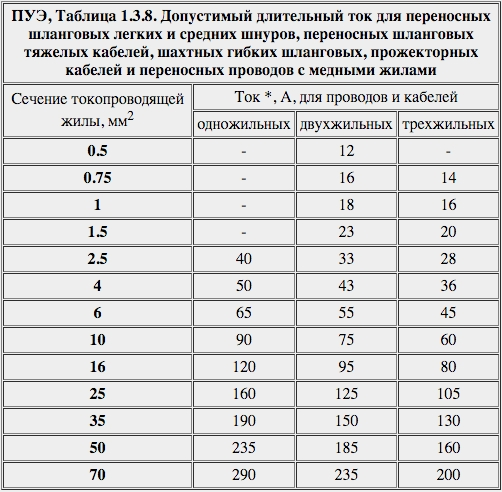 ПУЭ, Таблица 1.3.8. Допустимый длительный ток для переносных
шланговых легких и средних шнуров, переносных шланговых
тяжелых кабелей, шахтных гибких шланговых, прожекторных
кабелей и переносных проводов с медными жилами
Сечение токопроводящей
жилы, мм2
Ток *, А, для проводов и кабелей
одножильных двухжильных трехжильных
0.5 - 12 -
0.75 - 16 14
1 - 18 16
1.5 - 23 20
2.5 40 33 28
4 50 43 36
6 65 55 45
10 90 75 60
16 120 95 80
25 160 125 105
35 190 150 130
50 235 185 160
70 290 235 200